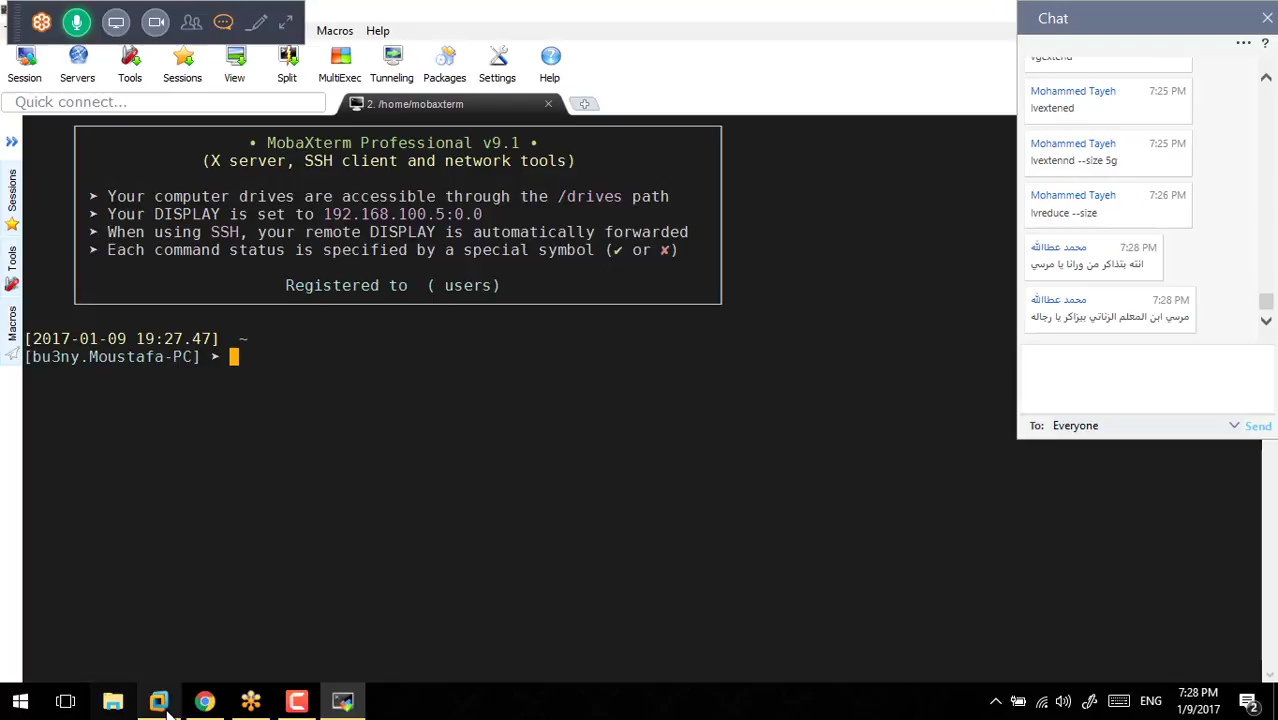 Macros Help
Session Servers Tools Sessions View Split MultiExec Tunneling Packages Settings Help
Quick connect...
2. /home/mobaxterm
Sessions
Tools
Macros
• MobaXterm Professional v9.1 •
(X server, SSH client and network tools)
➤ Your computer drives are accessible through the /drives path
➤ Your DISPLAY is set to 192.168.100.5:0.0
➤ When using SSH, your remote DISPLAY is automatically forwarded
➤ Each command status is specified by a special symbol (✔ or ✘)
Registered to ( users)
[2017-01-09 19:27.47] ~
[bu3ny.Moustafa-PC] ➤
Chat
... ?
vgextend
Mohammed Tayeh 7:25 PM
lvextened
Mohammed Tayeh 7:25 PM
lvextennd --size 5g
Mohammed Tayeh 7:26 PM
lvreduce --size
محمد عطاالله 7:28 PM
انته بتذاكر من ورانا يا مرسي
محمد عطاالله 7:28 PM
مرسي ابن المعلم الزناتي بيزاكر يا رجاله
To: Everyone Send
ENG
7:28 PM
1/9/2017
2